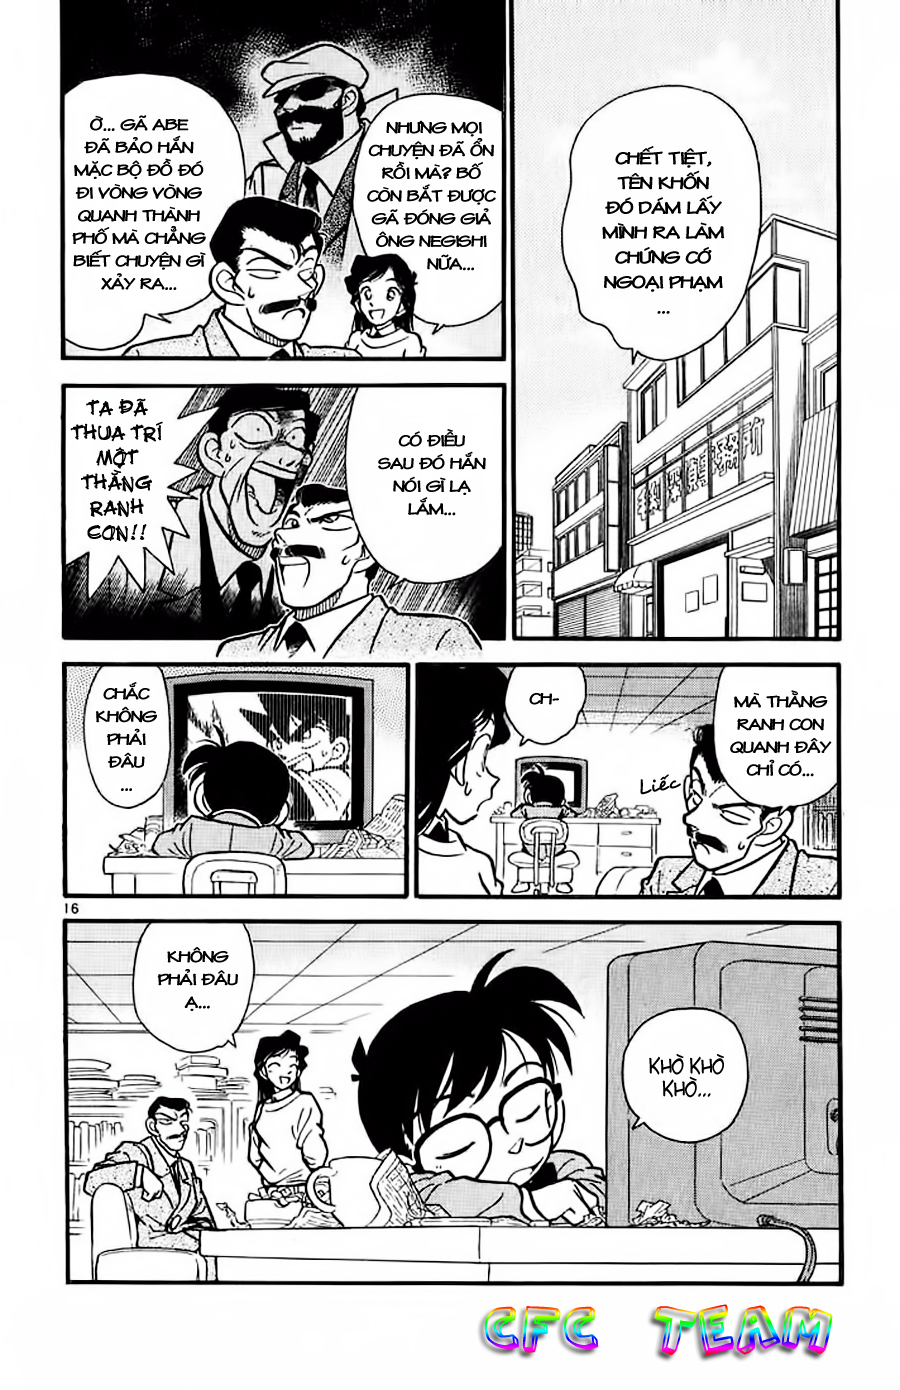 CHẾT TIỆT,
TÊN KHỐN
ĐÓ DÁM LẤY
MÌNH RA LÀM
CHỨNG CỚ
NGOẠI PHẠM
...
NHƯNG MỌI
CHUYỆN ĐÃ ỔN
RỒI MÀ? BỐ
CÒN BẮT ĐƯỢC
GÃ ĐÓNG GIẢ
ÔNG NEGISHI
NỮA...
Ờ... GÃ ABE
ĐÃ BẢO HẮN
MẶC BỘ ĐỒ ĐÓ
ĐI VÒNG VÒNG
QUANH THÀNH
PHỐ MÀ CHẲNG
BIẾT CHUYỆN GÌ
XẢY RA...
CÓ ĐIỀU
SAU ĐÓ HẮN
NÓI GÌ LẠ
LẮM...
TA ĐÃ
THUA TRÍ
MỘT
THẰNG
RANH
CON!!
MÀ THẰNG
RANH CON
QUANH ĐÂY
CHỈ CÓ...
Liếc
CH-
CHẮC
KHÔNG
PHẢI
ĐÂU
...
16
KHÔNG
PHẢI ĐÂU
Ạ...
KHÒ KHÒ
KHÒ...
CFC TEAM